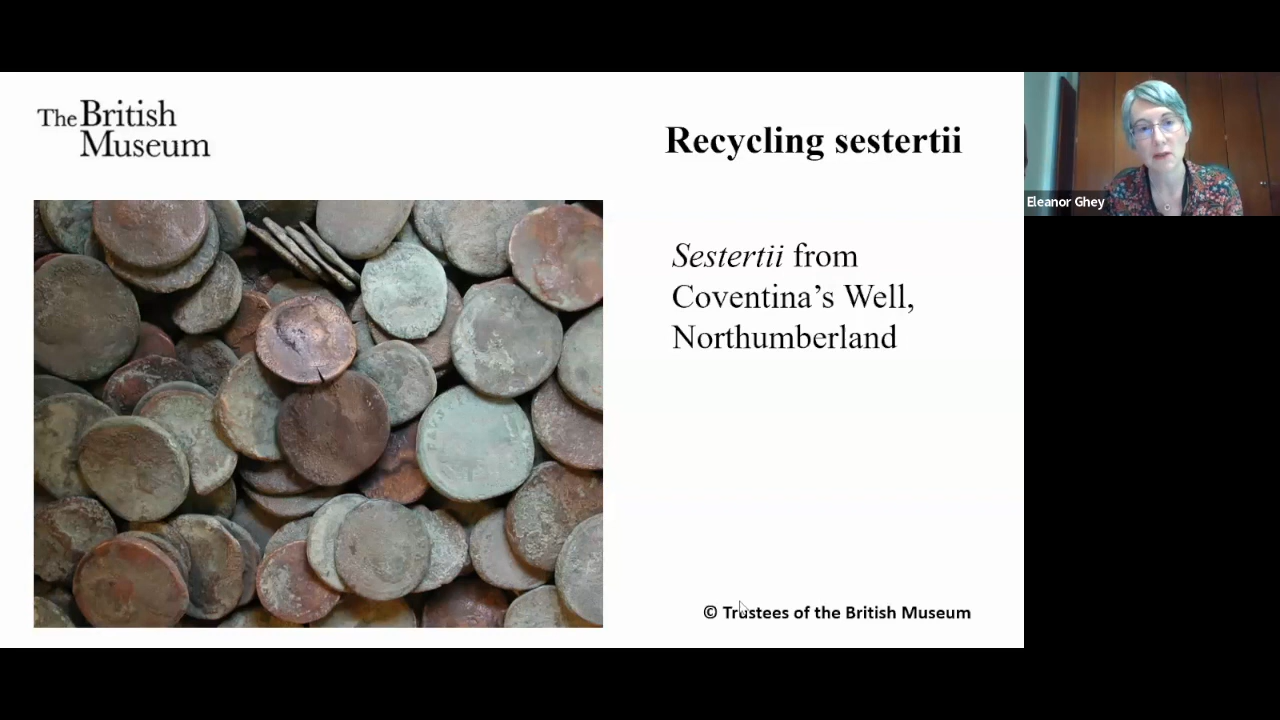 The British
Museum
Recycling sestertii
Eleanor Ghey
Sestertii from
Coventina’s Well,
Northumberland
© Trustees of the British Museum